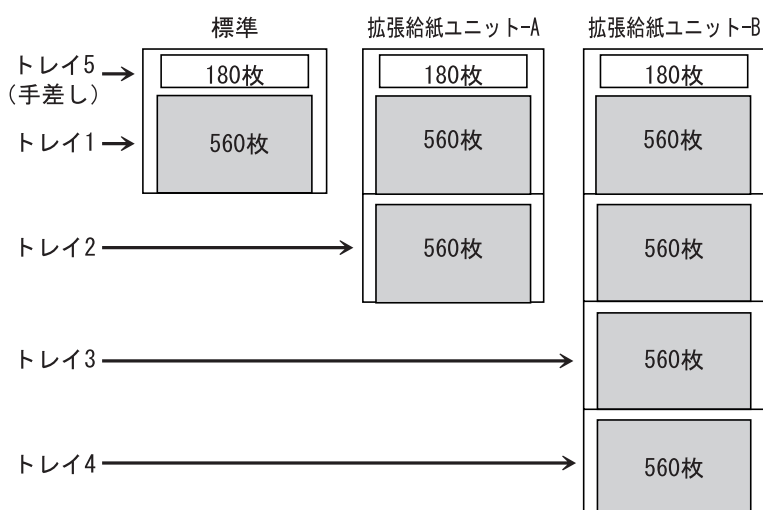 標準 拡張給紙ユニット-A 拡張給紙ユニット-B
トレイ5 180枚 180枚 180枚
(手差し)
トレイ1 560枚 560枚 560枚
トレイ2 560枚 560枚
トレイ3 560枚
トレイ4 560枚